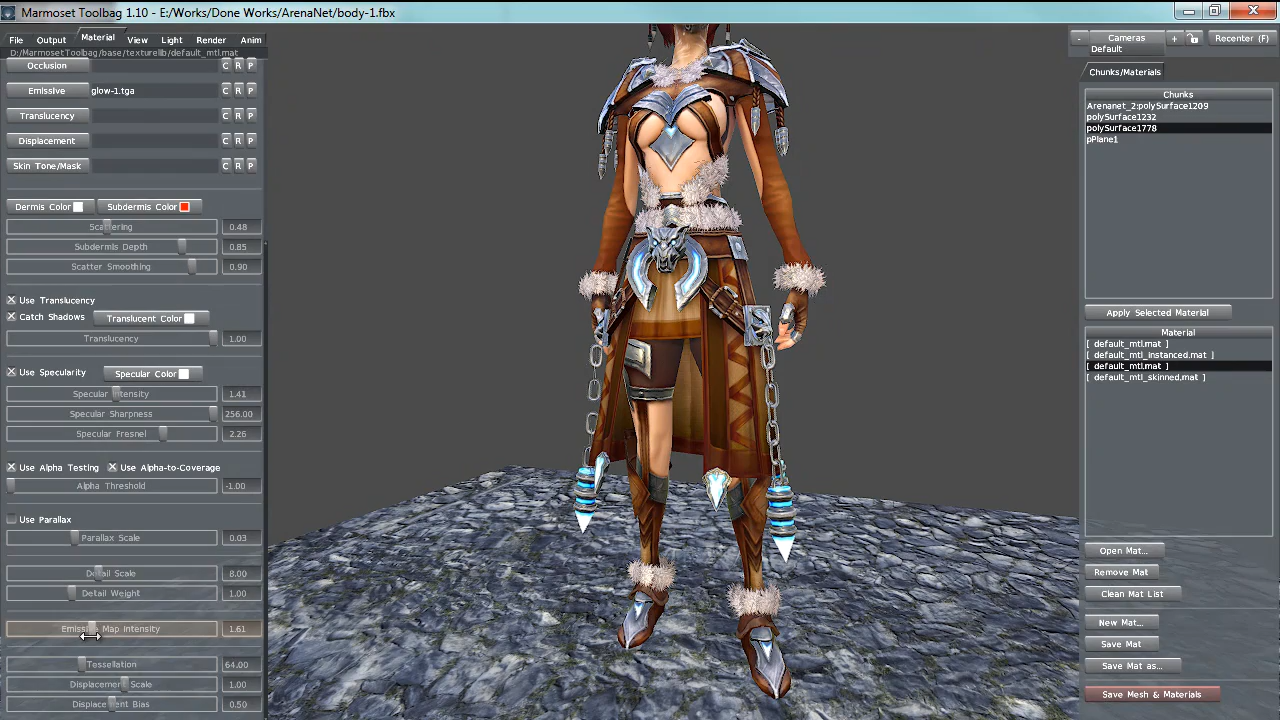 Marmoset Toolbag 1.10 - E:/Works/Done Works/ArenaNet/body-1.fbx
File Output Material View Light Render Anim
D:/MarmosetToolbag/base/texturelib/default_mtl.mat
Occlusion C R P
Emissive glow-1.tga C R P
Translucency C R P
Displacement C R P
Skin Tone/Mask C R P
Dermis Color Subdermis Color
Scattering 0.48
Subdermis Depth 0.85
Scatter Smoothing 0.90
Use Translucency
Catch Shadows Translucent Color
Translucency 1.00
Use Specularity Specular Color
Specular Intensity 1.41
Specular Sharpness 256.00
Specular Fresnel 2.26
Use Alpha Testing Use Alpha-to-Coverage
Alpha Threshold -1.00
Use Parallax
Parallax Scale 0.03
Detail Scale 8.00
Detail Weight 1.00
Emissive Map Intensity 1.61
Tessellation 64.00
Displacement Scale 1.00
Displacement Bias 0.50
- Cameras + Recenter (F)
Default
Chunks/Materials
Chunks
Arenanet_2:polySurface1209
polySurface1232
polySurface1778
pPlane1
Apply Selected Material
Material
[ default_mtl.mat ]
[ default_mtl_instanced.mat ]
[ default_mtl.mat ]
[ default_mtl_skinned.mat ]
Open Mat...
Remove Mat
Clean Mat List
New Mat...
Save Mat
Save Mat as...
Save Mesh & Materials